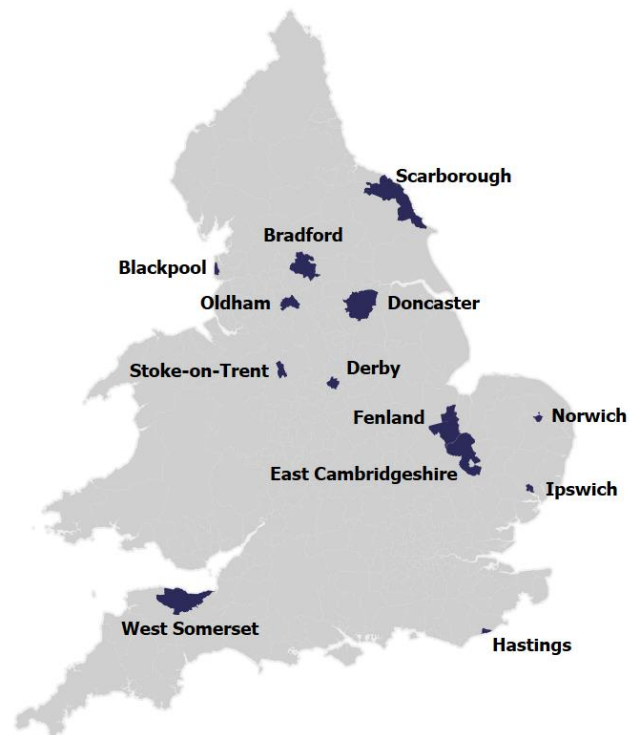 Scarborough
Bradford
Blackpool
Oldham
Doncaster
Stoke-on-Trent
Derby
Fenland
Norwich
East Cambridgeshire
Ipswich
West Somerset
Hastings